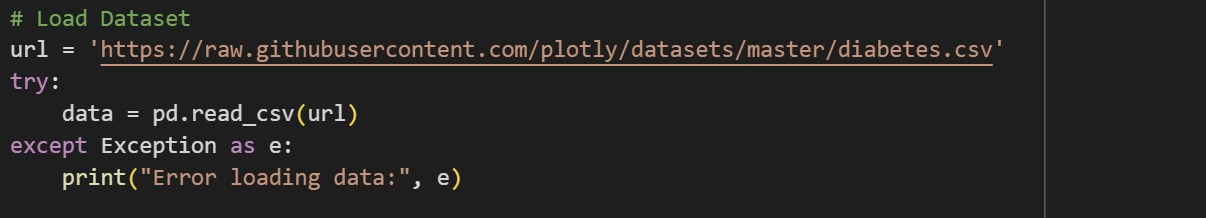 # Load Dataset
url = 'https://raw.githubusercontent.com/plotly/datasets/master/diabetes.csv'
try:
    data = pd.read_csv(url)
except Exception as e:
    print("Error loading data:", e)